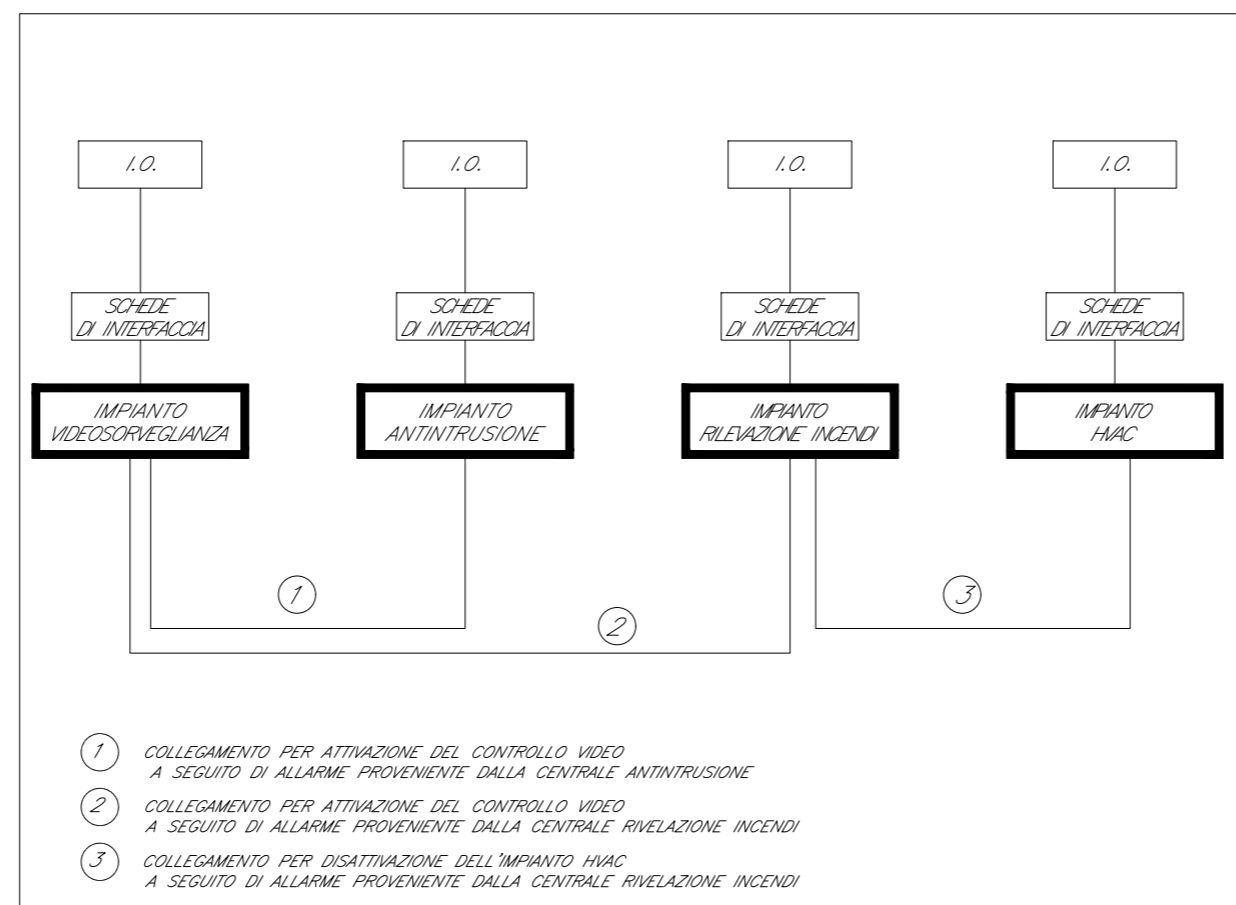 I.O.
I.O.
I.O.
I.O.
SCHEDE
DI INTERFACCIA
SCHEDE
DI INTERFACCIA
SCHEDE
DI INTERFACCIA
SCHEDE
DI INTERFACCIA
IMPIANTO
VIDEOSORVEGLIANZA
IMPIANTO
ANTINTRUSIONE
IMPIANTO
RILEVAZIONE INCENDI
IMPIANTO
HVAC
1
2
3
1 COLLEGAMENTO PER ATTIVAZIONE DEL CONTROLLO VIDEO
A SEGUITO DI ALLARME PROVENIENTE DALLA CENTRALE ANTINTRUSIONE
2 COLLEGAMENTO PER ATTIVAZIONE DEL CONTROLLO VIDEO
A SEGUITO DI ALLARME PROVENIENTE DALLA CENTRALE RIVELAZIONE INCENDI
3 COLLEGAMENTO PER DISATTIVAZIONE DELL'IMPIANTO HVAC
A SEGUITO DI ALLARME PROVENIENTE DALLA CENTRALE RIVELAZIONE INCENDI